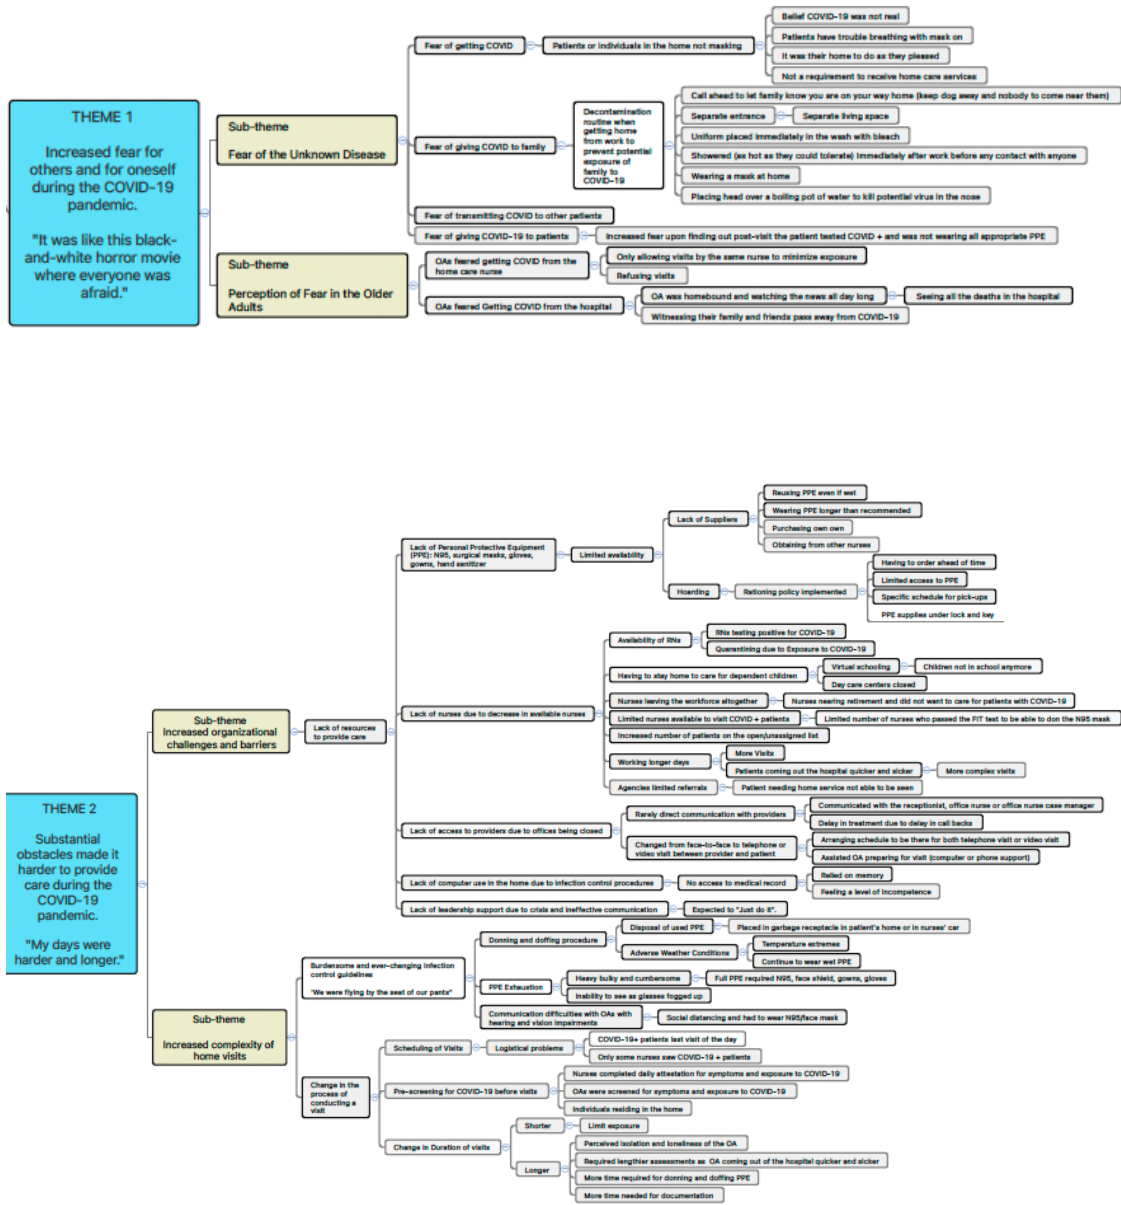 THEME 1
Increased fear for
others and for oneself
during the COVID-19
pandemic.
"It was like this black-
and-white horror movie
where everyone was
afraid."
Sub-theme
Fear of the Unknown Disease
Fear of getting COVID
Patients or individuals in the home not masking
Belief COVID-19 was not real
Patients have trouble breathing with mask on
It was their home to do as they pleased
Not a requirement to receive home care services
Fear of giving COVID to family
Decontamination
routine when
getting home
from work to
prevent potential
exposure of
family to
COVID-19
Call ahead to let family know you are on your way home (keep dog away and nobody to come near them)
Separate entrance
Separate living space
Uniform placed immediately in the wash with bleach
Showered (as hot as they could tolerate) Immediately after work before any contact with anyone
Wearing a mask at home
Placing head over a boiling pot of water to kill potential virus in the nose
Fear of transmitting COVID to other patients
Fear of giving COVID-19 to patients
Increased fear upon finding out post-visit the patient tested COVID + and was not wearing all appropriate PPE
Sub-theme
Perception of Fear in the Older
Adults
OAs feared getting COVID from the
home care nurse
Only allowing visits by the same nurse to minimize exposure
Refusing visits
OAs feared Getting COVID from the hospital
OA was homebound and watching the news all day long
Seeing all the deaths in the hospital
Witnessing their family and friends pass away from COVID-19
THEME 2
Substantial
obstacles made it
harder to provide
care during the
COVID-19
pandemic.
"My days were
harder and longer."
Sub-theme
Increased organizational
challenges and barriers
Lack of resources
to provide care
Lack of Personal Protective Equipment
(PPE): N95, surgical masks, gloves,
gowns, hand sanitizer
Limited availability
Lack of Suppliers
Reusing PPE even if wet
Wearing PPE longer than recommended
Purchasing own own
Obtaining from other nurses
Hoarding
Rationing policy implemented
Having to order ahead of time
Limited access to PPE
Specific schedule for pick-ups
PPE supplies under lock and key
Lack of nurses due to decrease in available nurses
Availability of RNs
RNs testing positive for COVID-19
Quarantining due to Exposure to COVID-19
Having to stay home to care for dependent children
Virtual schooling
Children not in school anymore
Day care centers closed
Nurses leaving the workforce altogether
Nurses nearing retirement and did not want to care for patients with COVID-19
Limited nurses available to visit COVID + patients
Limited number of nurses who passed the FIT test to be able to don the N95 mask
Increased number of patients on the open/unassigned list
Working longer days
More Visits
Patients coming out the hospital quicker and sicker
More complex visits
Agencies limited referrals
Patient needing home service not able to be seen
Lack of access to providers due to offices being closed
Rarely direct communication with providers
Communicated with the receptionist, office nurse or office nurse case manager
Delay in treatment due to delay in call backs
Changed from face-to-face to telephone or
video visit between provider and patient
Arranging schedule to be there for both telephone visit or video visit
Assisted OA preparing for visit (computer or phone support)
Lack of computer use in the home due to infection control procedures
No access to medical record
Relied on memory
Feeling a level of Incompetence
Lack of leadership support due to crisis and ineffective communication
Expected to "Just do it".
Sub-theme
Increased complexity of
home visits
Burdensome and ever-changing infection
control guidelines
"We were flying by the seat of our pants"
Donning and doffing procedure
Disposal of used PPE
Placed in garbage receptacle in patient's home or in nurses' car
Adverse Weather Conditions
Temperature extremes
Continue to wear wet PPE
PPE Exhaustion
Heavy bulky and cumbersome
Full PPE required N95, face shield, gowns, gloves
Inability to see as glasses fogged up
Communication difficulties with OAs with
hearing and vision impairments
Social distancing and had to wear N95/face mask
Change in the
process of
conducting a
visit
Scheduling of Visits
Logistical problems
COVID-19+ patients last visit of the day
Only some nurses saw COVID-19 + patients
Pre-screening for COVID-19 before visits
Nurses completed daily attestation for symptoms and exposure to COVID-19
OAs were screened for symptoms and exposure to COVID-19
Individuals residing in the home
Change in Duration of visits
Shorter
Limit exposure
Longer
Perceived isolation and loneliness of the OA
Required lengthier assessments as OA coming out of the hospital quicker and sicker
More time required for donning and doffing PPE
More time needed for documentation